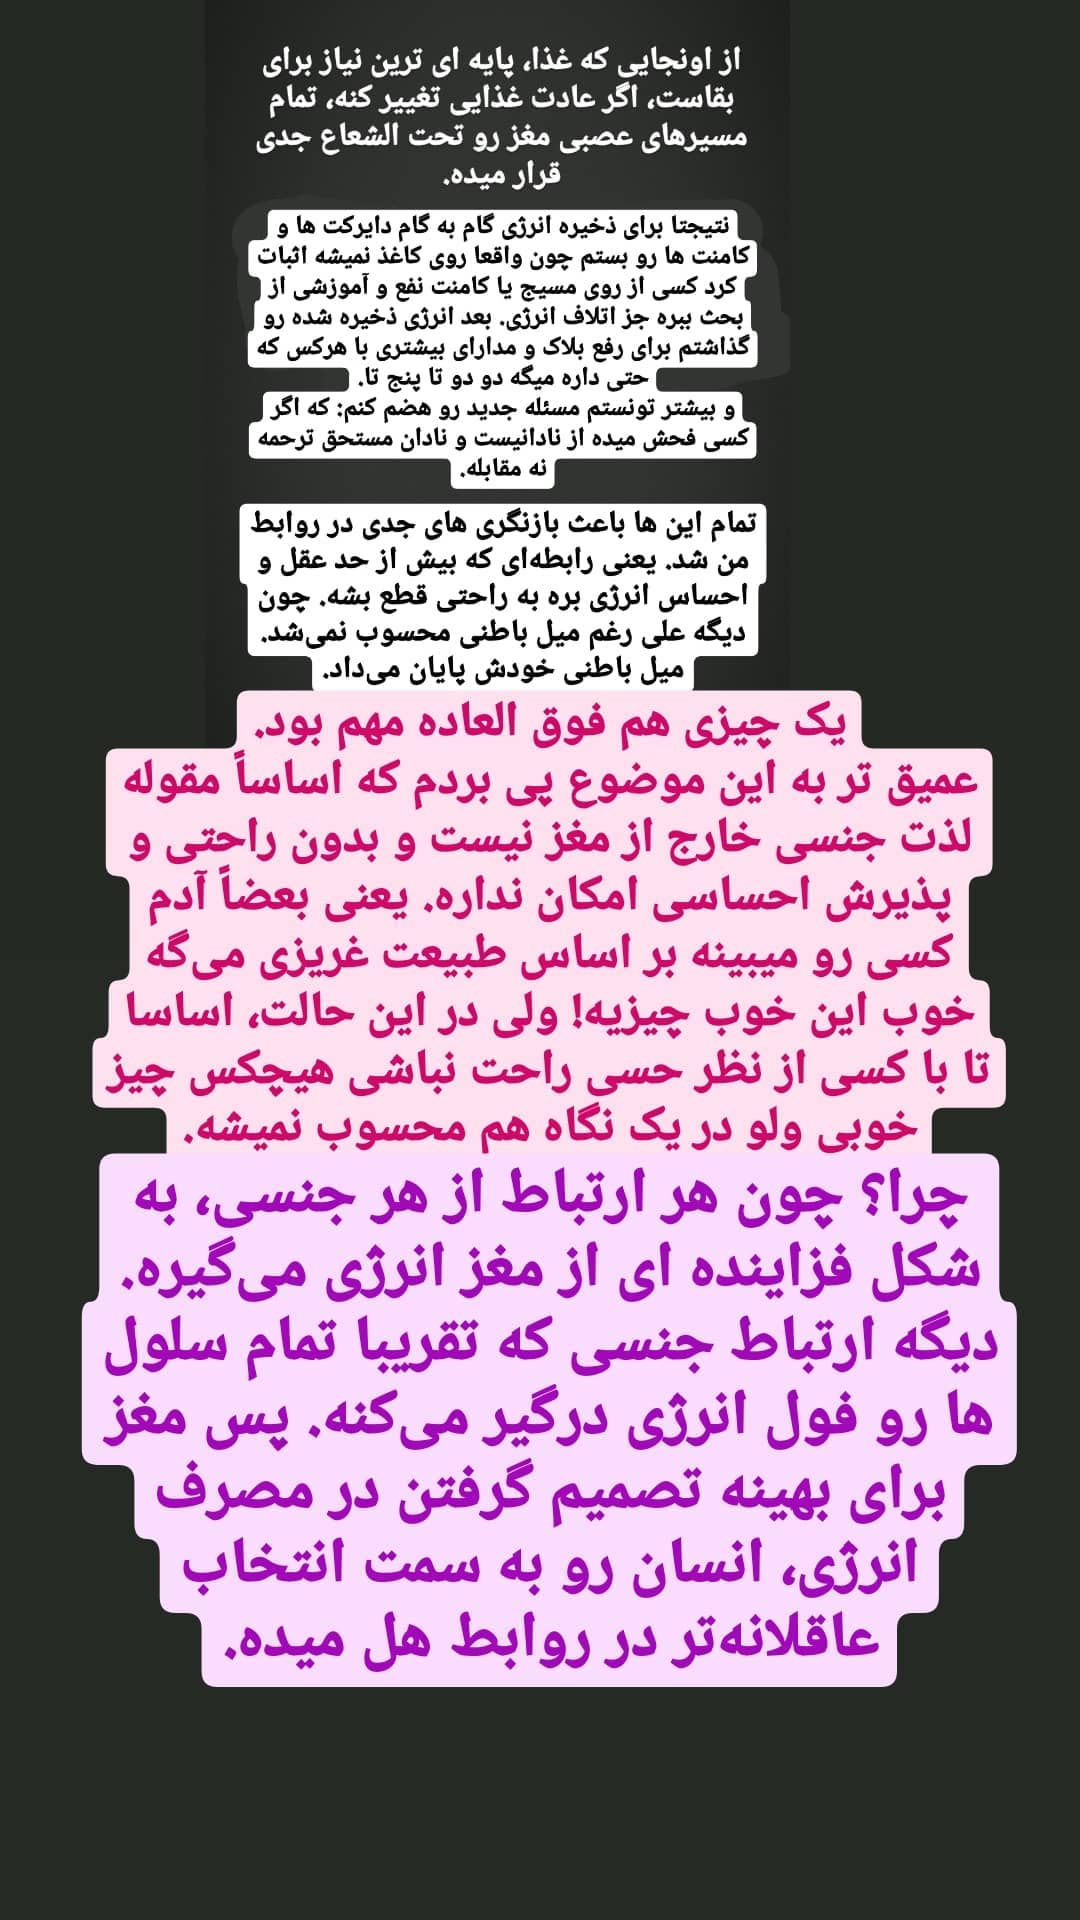 از اونجایی که غذا، پایه ای ترین نیاز برای
بقاست، اگر عادت غذایی تغییر کنه، تمام
مسیرهای عصبی مغز رو تحت الشعاع جدی
قرار میده.
نتیجتا برای ذخیره انرژی گام به گام دایرکت ها و
کامنت ها رو بستم چون واقعا روی کاغذ نمیشه اثبات
کرد کسی از روی مسیج یا کامنت نفع و آموزشی از
بحث ببره جز اتلاف انرژی. بعد انرژی ذخیره شده رو
گذاشتم برای رفع بلاک و مدارای بیشتری با هرکس که
حتی داره میگه دو دو تا پنج تا.
و بیشتر تونستم مسئله جدید رو هضم کنم: که اگر
کسی فحش میده از نادانیست و نادان مستحق ترحمه
نه مقابله.
تمام این ها باعث بازنگری های جدی در روابط
من شد. یعنی رابطه‌ای که بیش از حد عقل و
احساس انرژی بره به راحتی قطع بشه. چون
دیگه علی رغم میل باطنی محسوب نمی‌شد.
میل باطنی خودش پایان می‌داد.
یک چیزی هم فوق العاده مهم بود.
عمیق تر به این موضوع پی بردم که اساساً مقوله
لذت جنسی خارج از مغز نیست و بدون راحتی و
پذیرش احساسی امکان نداره. یعنی بعضاً آدم
کسی رو میبینه بر اساس طبیعت غریزی می‌گه
خوب این خوب چیزیه! ولی در این حالت، اساسا
تا با کسی از نظر حسی راحت نباشی هیچکس چیز
خوبی ولو در یک نگاه هم محسوب نمیشه.
چرا؟ چون هر ارتباط از هر جنسی، به
شکل فزاینده ای از مغز انرژی می‌گیره.
دیگه ارتباط جنسی که تقریبا تمام سلول
ها رو فول انرژی درگیر می‌کنه. پس مغز
برای بهینه تصمیم گرفتن در مصرف
انرژی، انسان رو به سمت انتخاب
عاقلانه‌تر در روابط هل میده.